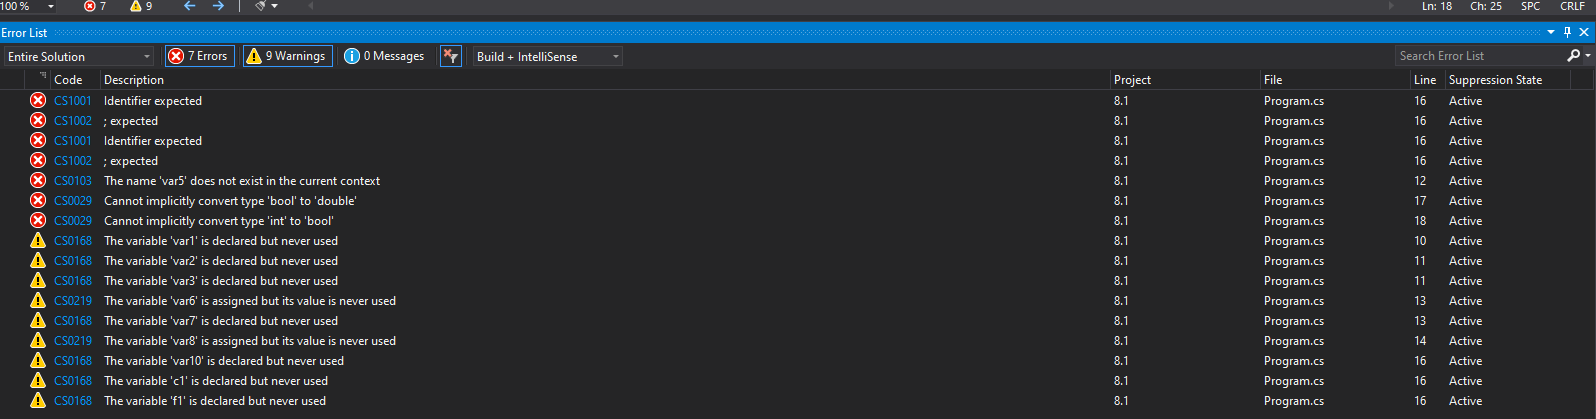 100 % 7 9 Ln: 18 Ch: 25 SPC CRLF
Error List
Entire Solution 7 Errors 9 Warnings 0 Messages Build + IntelliSense Search Error List
Code Description Project File Line Suppression State
CS1001 Identifier expected 8.1 Program.cs 16 Active
CS1002 ; expected 8.1 Program.cs 16 Active
CS1001 Identifier expected 8.1 Program.cs 16 Active
CS1002 ; expected 8.1 Program.cs 16 Active
CS0103 The name 'var5' does not exist in the current context 8.1 Program.cs 12 Active
CS0029 Cannot implicitly convert type 'bool' to 'double' 8.1 Program.cs 17 Active
CS0029 Cannot implicitly convert type 'int' to 'bool' 8.1 Program.cs 18 Active
CS0168 The variable 'var1' is declared but never used 8.1 Program.cs 10 Active
CS0168 The variable 'var2' is declared but never used 8.1 Program.cs 11 Active
CS0168 The variable 'var3' is declared but never used 8.1 Program.cs 11 Active
CS0219 The variable 'var6' is assigned but its value is never used 8.1 Program.cs 13 Active
CS0168 The variable 'var7' is declared but never used 8.1 Program.cs 13 Active
CS0219 The variable 'var8' is assigned but its value is never used 8.1 Program.cs 14 Active
CS0168 The variable 'var10' is declared but never used 8.1 Program.cs 16 Active
CS0168 The variable 'c1' is declared but never used 8.1 Program.cs 16 Active
CS0168 The variable 'f1' is declared but never used 8.1 Program.cs 16 Active